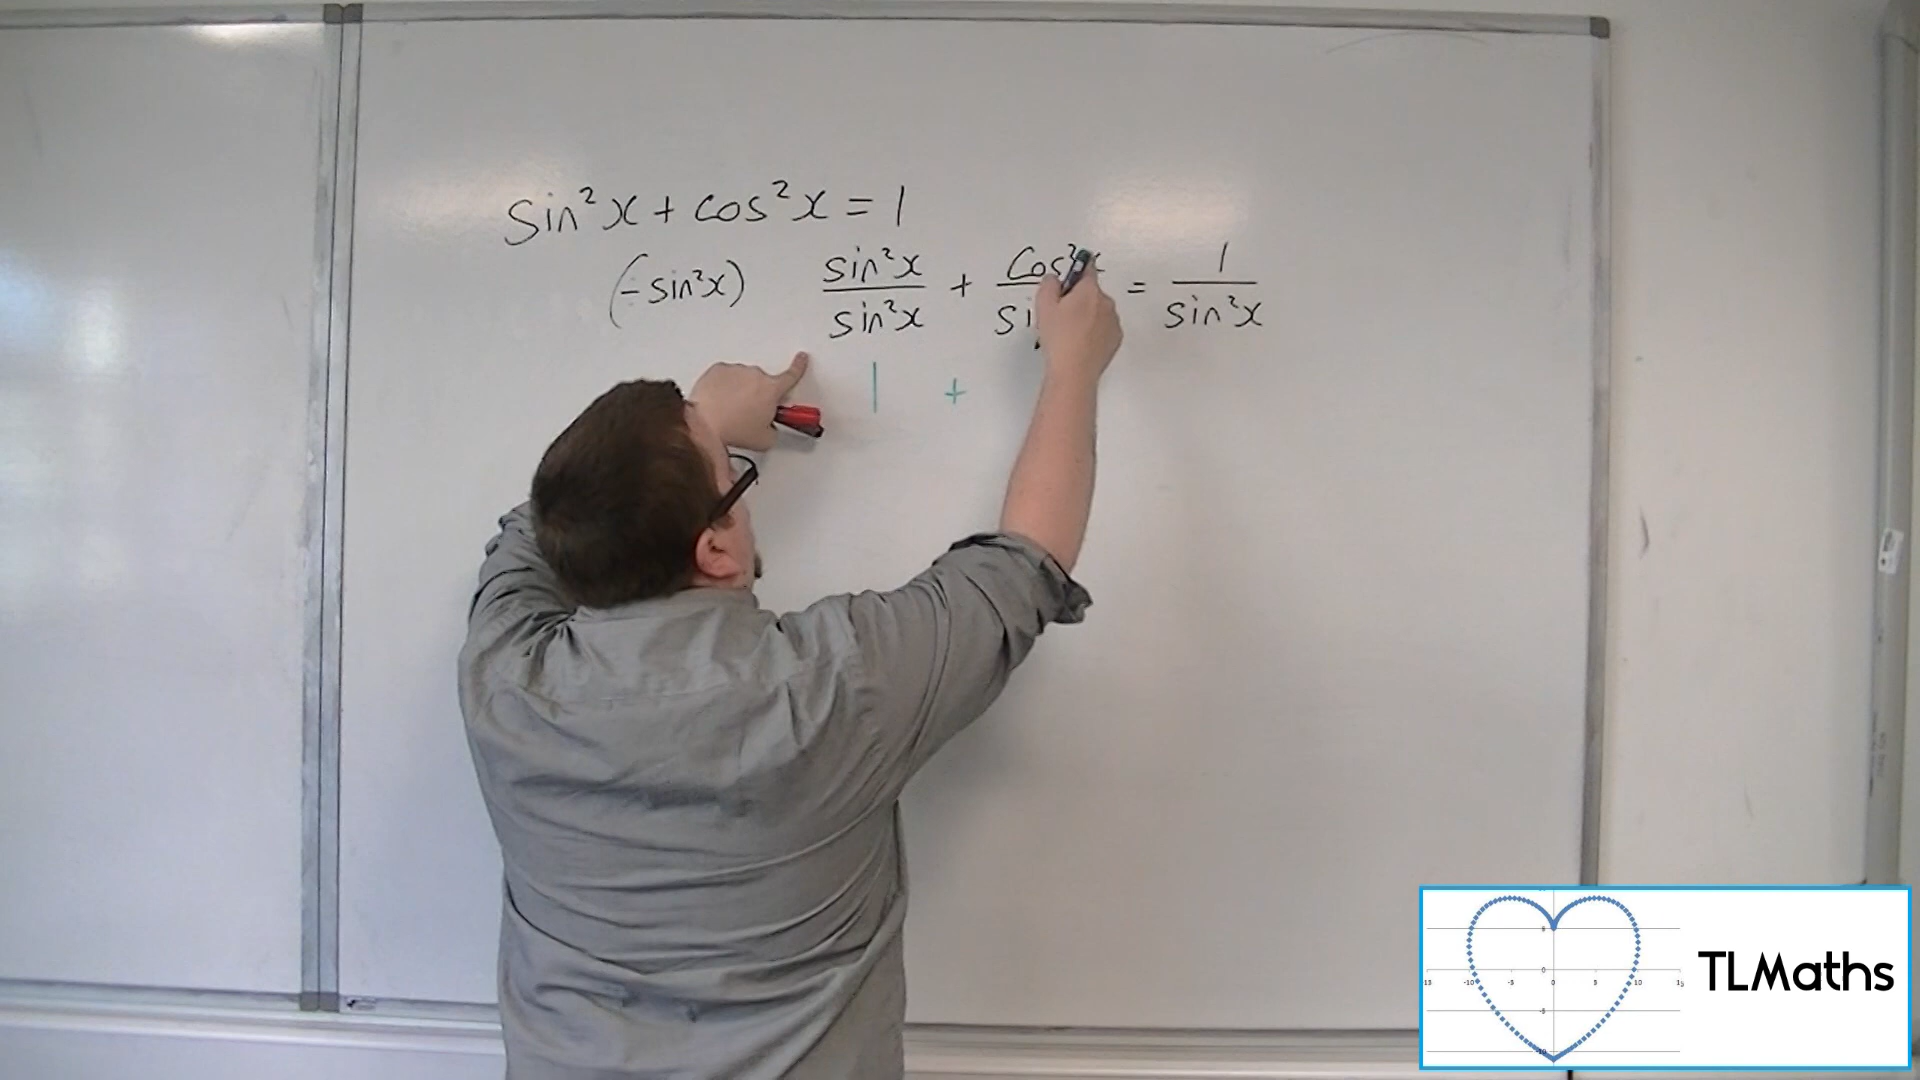 sin²x + cos²x = 1
(÷sin²x) sin²x/sin²x + cos²x/si = 1/sin²x
1 +
TLMaths